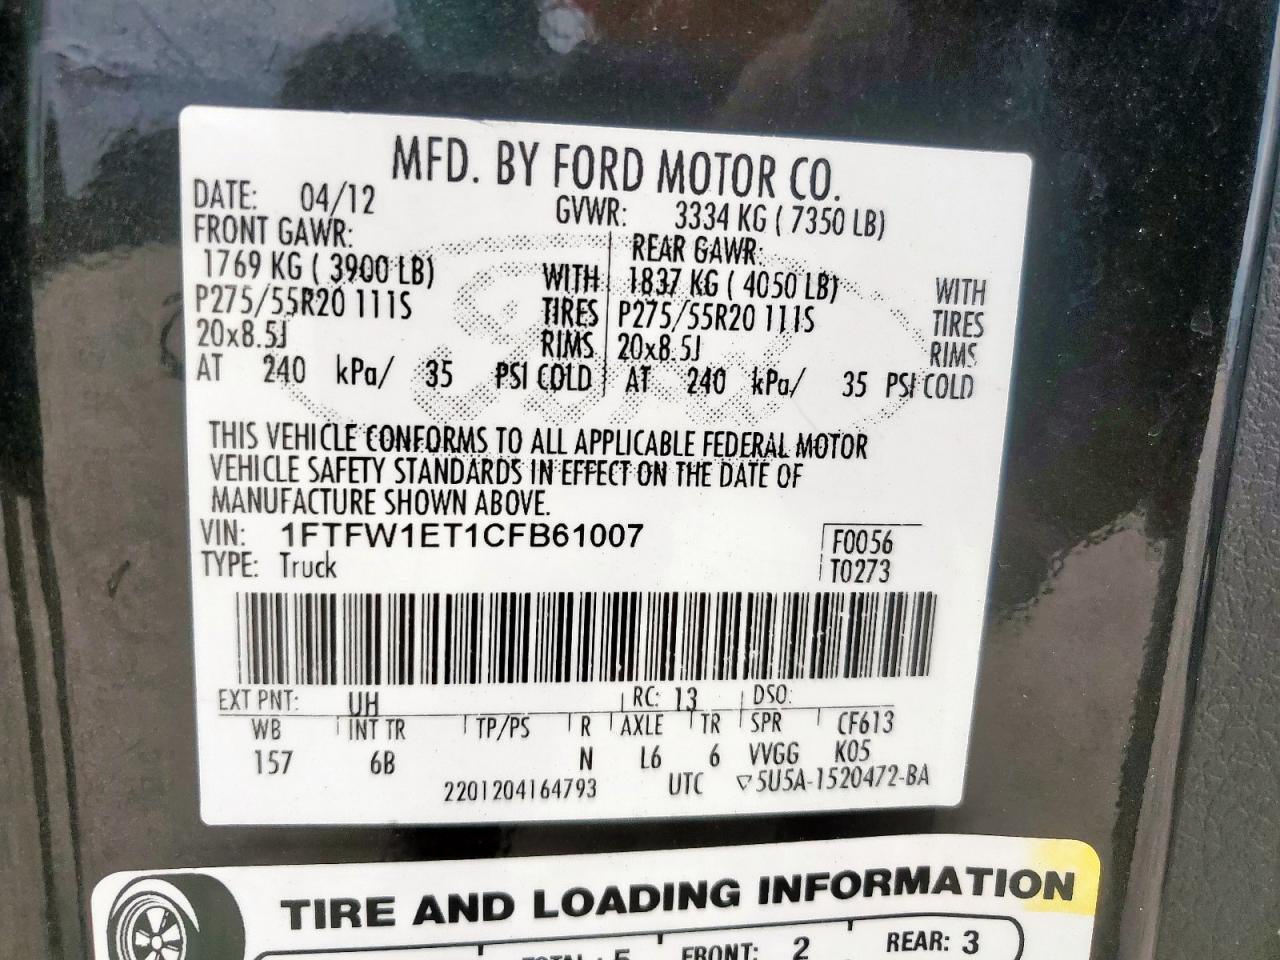 MFD. BY FORD MOTOR CO.
DATE: 04/12 GVWR: 3334 KG ( 7350 LB)
FRONT GAWR: REAR GAWR:
1769 KG ( 3900 LB) WITH 1837 KG ( 4050 LB) WITH
P275/55R20 111S TIRES P275/55R20 111S TIRES
20x8.5J RIMS 20x8.5J RIMS
AT 240 kPa/ 35 PSI COLD AT 240 kPa/ 35 PSI COLD
THIS VEHICLE CONFORMS TO ALL APPLICABLE FEDERAL MOTOR
VEHICLE SAFETY STANDARDS IN EFFECT ON THE DATE OF
MANUFACTURE SHOWN ABOVE.
VIN: 1FTFW1ET1CFB61007 F0056
TYPE: Truck T0273
EXT PNT: UH RC: 13 DSO:
WB INT TR TP/PS R AXLE TR SPR CF613
157 6B N L6 6 VVGG K05
2201204164793 UTC ▽5U5A-1520472-BA
TIRE AND LOADING INFORMATION
TOTAL : 5 FRONT: 2 REAR: 3